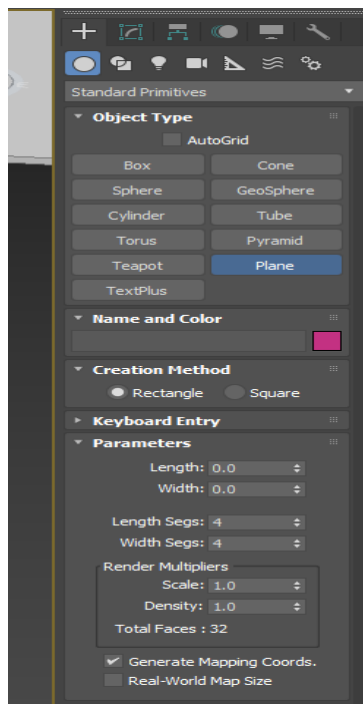 Standard Primitives
Object Type
AutoGrid
Box Cone
Sphere GeoSphere
Cylinder Tube
Torus Pyramid
Teapot Plane
TextPlus
Name and Color
Creation Method
Rectangle Square
Keyboard Entry
Parameters
Length: 0.0
Width: 0.0
Length Segs: 4
Width Segs: 4
Render Multipliers
Scale: 1.0
Density: 1.0
Total Faces : 32
Generate Mapping Coords.
Real-World Map Size